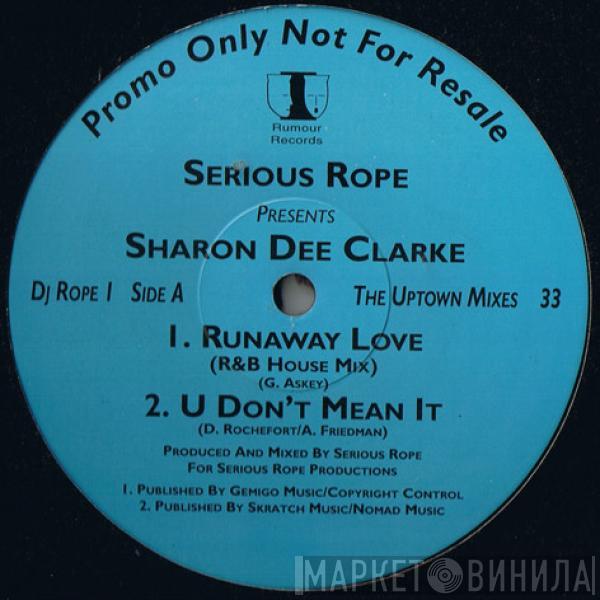 Promo Only Not For Resale
Rumour
Records
SERIOUS ROPE
PRESENTS
SHARON DEE CLARKE
DJ ROPE 1 SIDE A THE UPTOWN MIXES 33
1. RUNAWAY LOVE
(R&B HOUSE MIX)
(G. ASKEY)
2. U DON'T MEAN IT
(D. ROCHEFORT/A. FRIEDMAN)
PRODUCED AND MIXED BY SERIOUS ROPE
FOR SERIOUS ROPE PRODUCTIONS
1. PUBLISHED BY GEMIGO MUSIC/COPYRIGHT CONTROL
2. PUBLISHED BY SKRATCH MUSIC/NOMAD MUSIC
МАРКЕТ ВИНИЛА